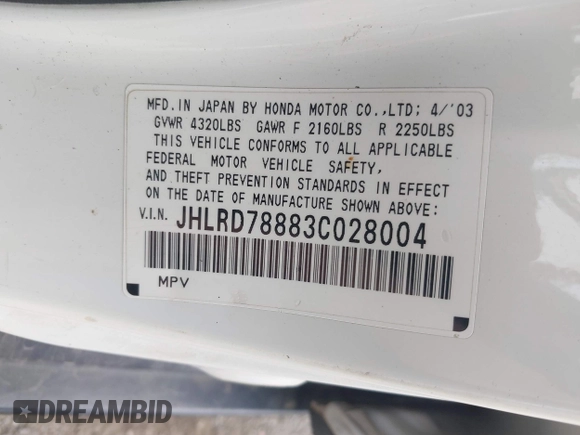 MFD. IN JAPAN BY HONDA MOTOR CO.,LTD; 4/'03
GVWR 4320LBS GAWR F 2160LBS R 2250LBS
THIS VEHICLE CONFORMS TO ALL APPLICABLE
FEDERAL MOTOR VEHICLE SAFETY,
AND THEFT PREVENTION STANDARDS IN EFFECT
ON THE DATE OF MANUFACTURE SHOWN ABOVE:
V.I.N. JHLRD78883C028004
MPV
DREAMBID